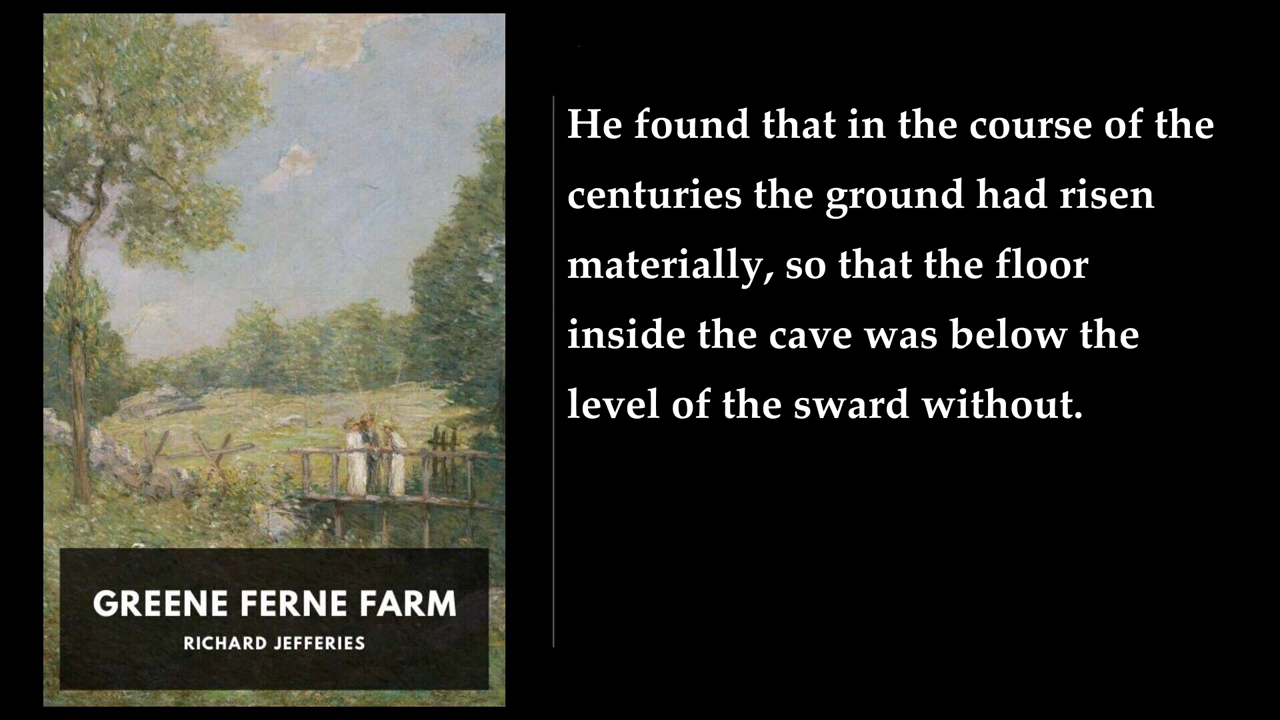 He found that in the course of the
centuries the ground had risen
materially, so that the floor
inside the cave was below the
level of the sward without.
GREENE FERNE FARM
RICHARD JEFFERIES